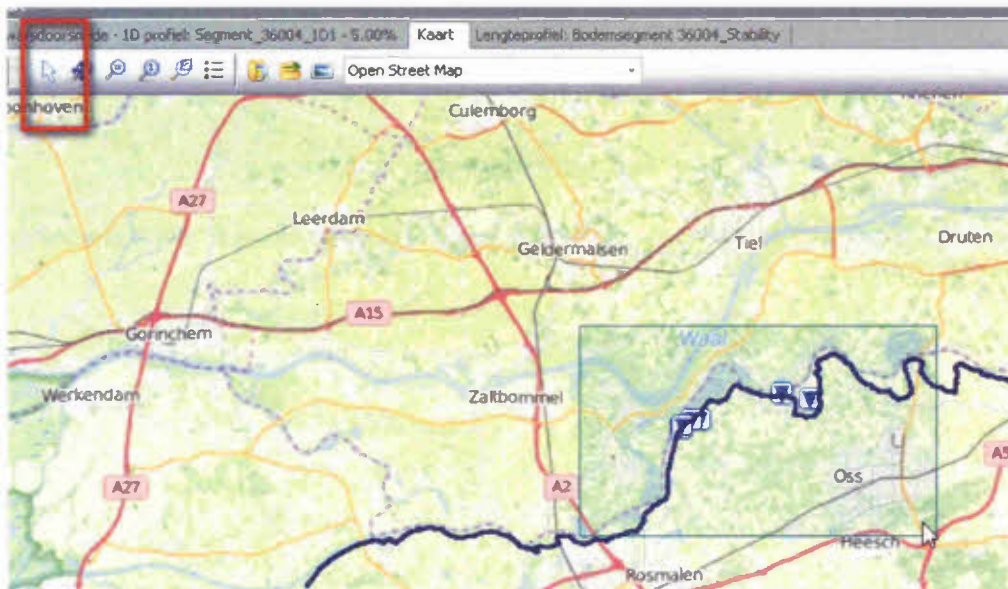 1D profiel: Segment_36004_1D1 - 5.00%
Kaart
Lengteprofiel: Bodemsegment 36004_Stability
Open Street Map
Culemborg
A27
Leerdam
Geldermalsen
Tiel
Druten
A15
Gorinchem
Waal
Werkendam
Zaltbommel
A27
A2
Oss
A5
Heesch
Rosmalen